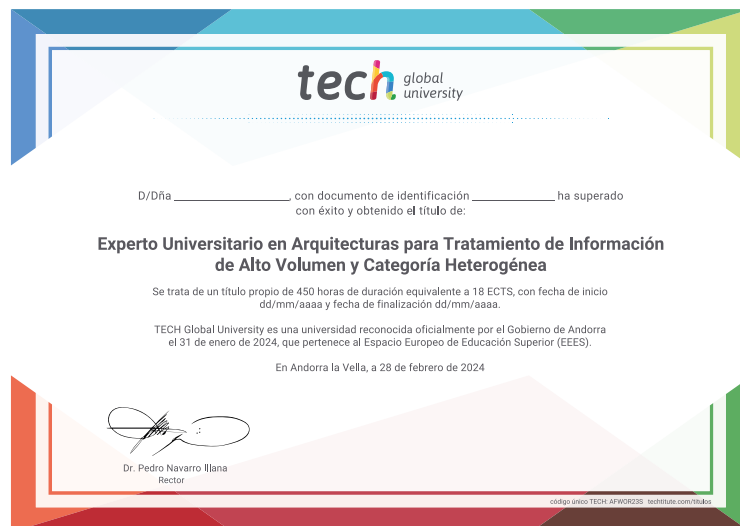 tech global university
D/Dña ____________________, con documento de identificación ______________ ha superado
con éxito y obtenido el título de:
Experto Universitario en Arquitecturas para Tratamiento de Información
de Alto Volumen y Categoría Heterogénea
Se trata de un título propio de 450 horas de duración equivalente a 18 ECTS, con fecha de inicio
dd/mm/aaaa y fecha de finalización dd/mm/aaaa.
TECH Global University es una universidad reconocida oficialmente por el Gobierno de Andorra
el 31 de enero de 2024, que pertenece al Espacio Europeo de Educación Superior (EEES).
En Andorra la Vella, a 28 de febrero de 2024
Dr. Pedro Navarro Illana
Rector
código único TECH: AFWOR23S techtitute.com/titulos